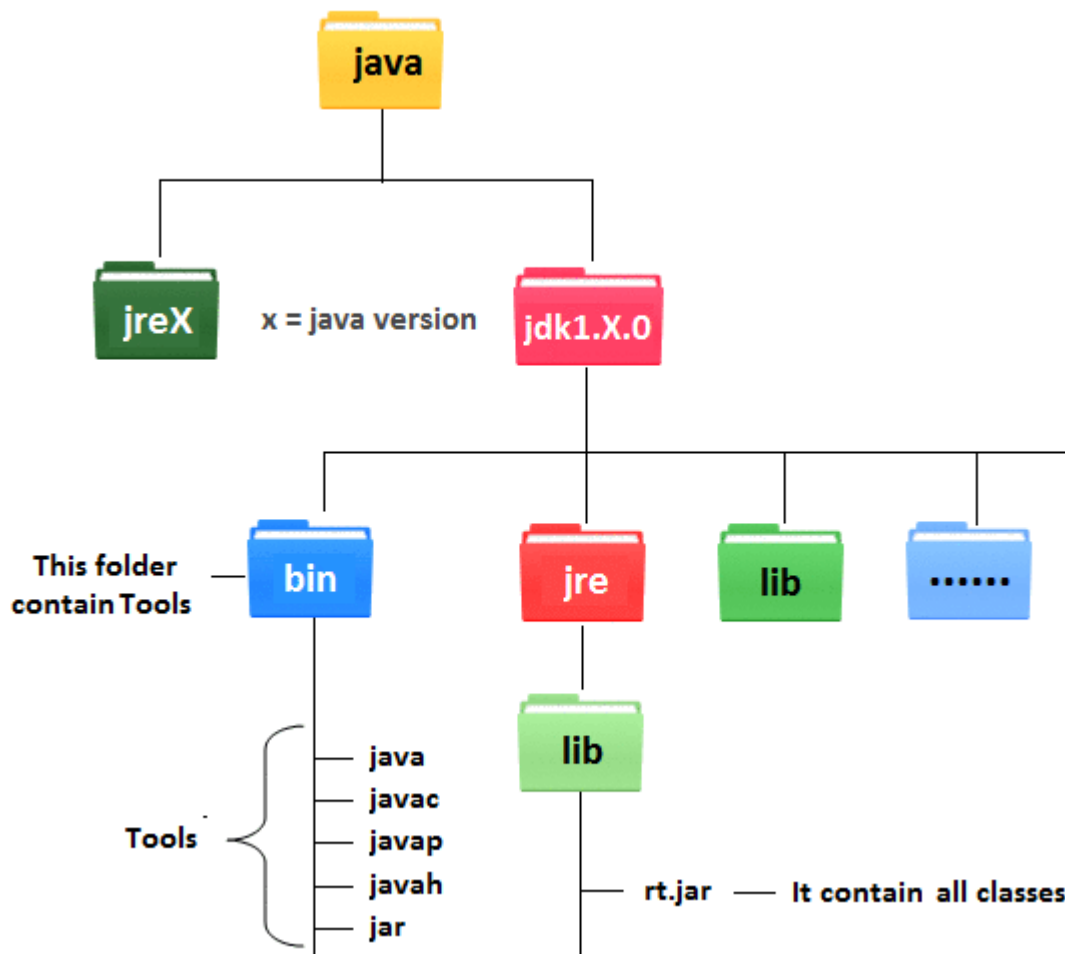 java
jreX
x = java version
jdk1.X.0
This folder
contain Tools
bin
jre
lib
••••••
lib
Tools
java
javac
javap
javah
jar
rt.jar
It contain all classes